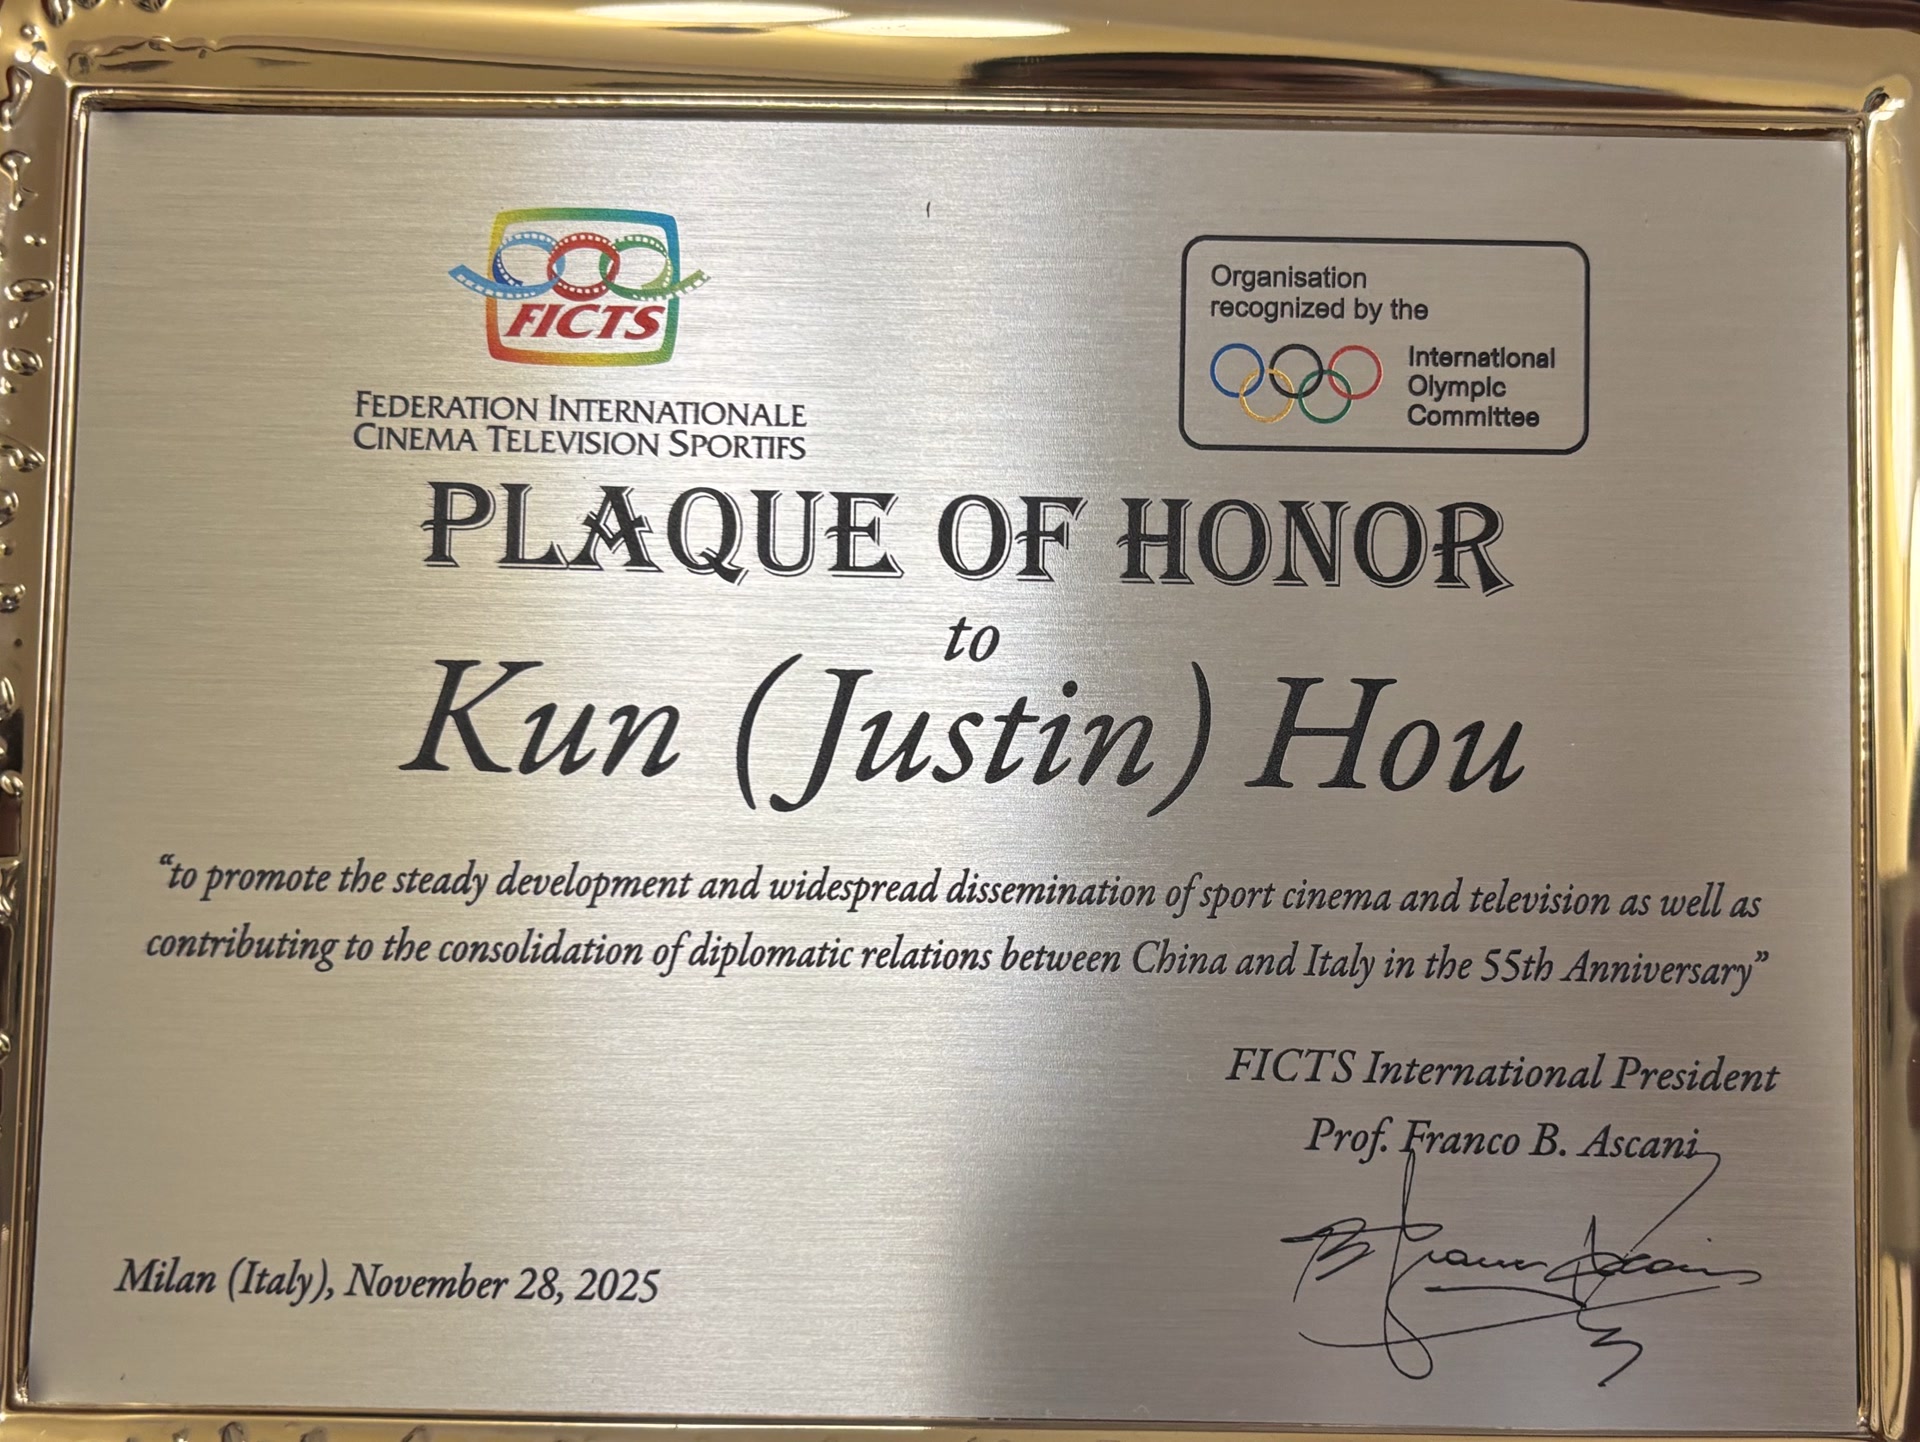 FICTS
FEDERATION INTERNATIONALE
CINEMA TELEVISION SPORTIFS
Organisation
recognized by the
International
Olympic
Committee
PLAQUE OF HONOR
to
Kun (Justin) Hou
“to promote the steady development and widespread dissemination of sport cinema and television as well as
contributing to the consolidation of diplomatic relations between China and Italy in the 55th Anniversary”
FICTS International President
Prof. Franco B. Ascani
Milan (Italy), November 28, 2025